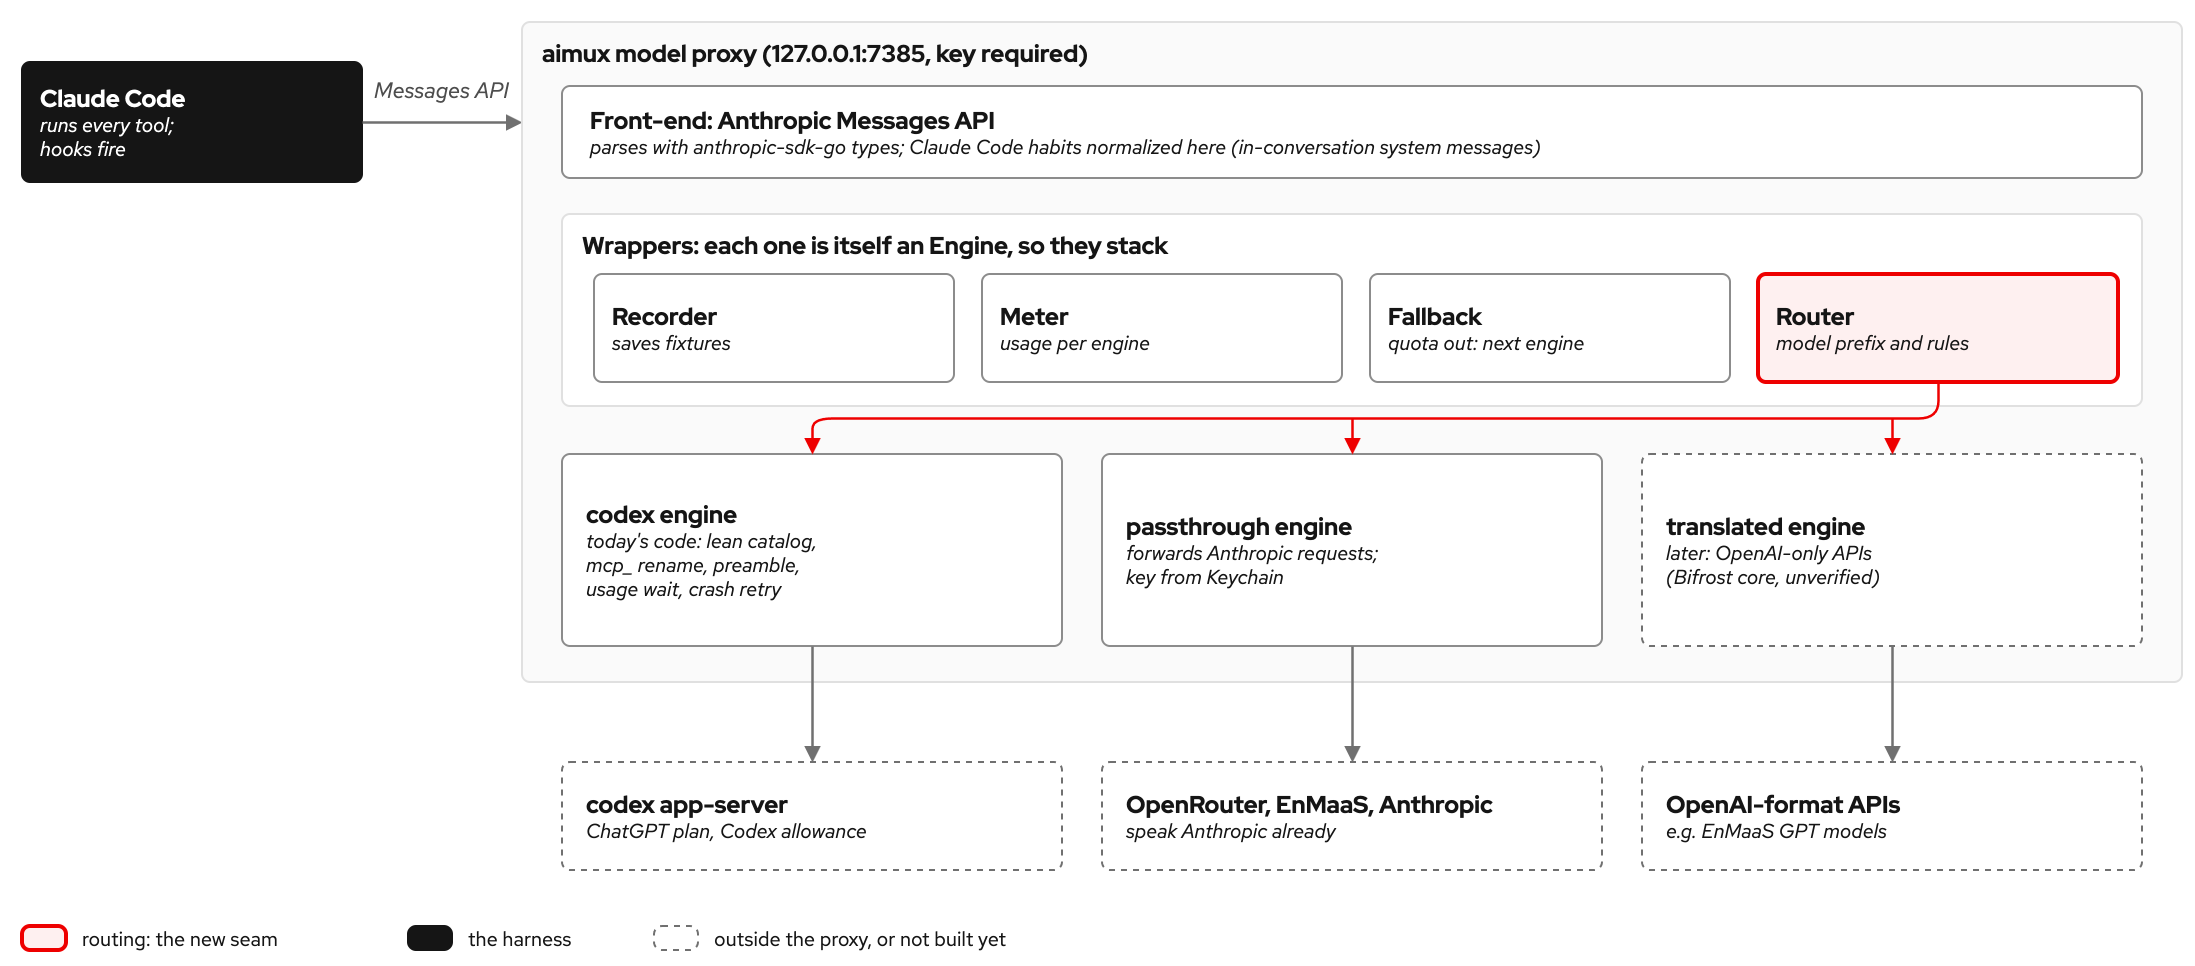 aimux model proxy (127.0.0.1:7385, key required)
Claude Code
runs every tool;
hooks fire
Messages API
Front-end: Anthropic Messages API
parses with anthropic-sdk-go types; Claude Code habits normalized here (in-conversation system messages)
Wrappers: each one is itself an Engine, so they stack
Recorder
saves fixtures
Meter
usage per engine
Fallback
quota out: next engine
Router
model prefix and rules
codex engine
today's code: lean catalog,
mcp_ rename, preamble,
usage wait, crash retry
passthrough engine
forwards Anthropic requests;
key from Keychain
translated engine
later: OpenAI-only APIs
(Bifrost core, unverified)
codex app-server
ChatGPT plan, Codex allowance
OpenRouter, EnMaaS, Anthropic
speak Anthropic already
OpenAI-format APIs
e.g. EnMaaS GPT models
routing: the new seam
the harness
outside the proxy, or not built yet